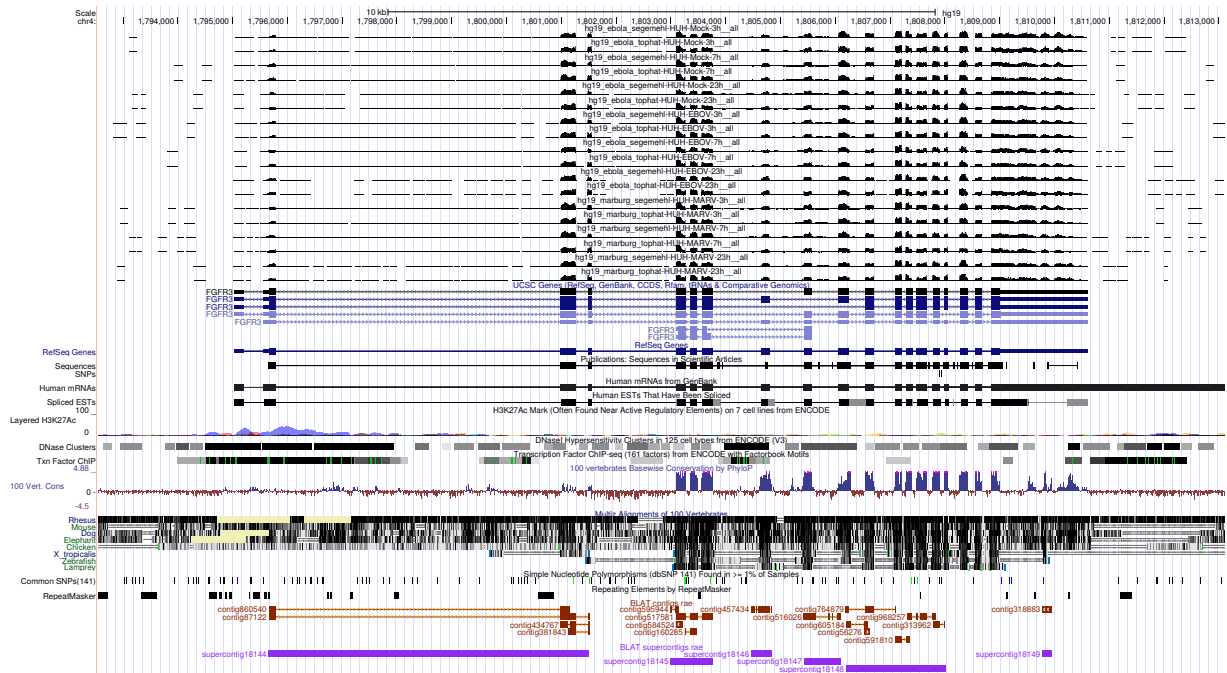 Scale 10 kb hg19
chr4: 1,794,000 1,795,000 1,796,000 1,797,000 1,798,000 1,799,000 1,800,000 1,801,000 1,802,000 1,803,000 1,804,000 1,805,000 1,806,000 1,807,000 1,808,000 1,809,000 1,810,000 1,811,000 1,812,000 1,813,000
hg19_ebola_segemehl-HUH-Mock-3h__all
hg19_ebola_tophat-HUH-Mock-3h__all
hg19_ebola_segemehl-HUH-Mock-7h__all
hg19_ebola_tophat-HUH-Mock-7h__all
hg19_ebola_segemehl-HUH-Mock-23h__all
hg19_ebola_tophat-HUH-Mock-23h__all
hg19_ebola_segemehl-HUH-EBOV-3h__all
hg19_ebola_tophat-HUH-EBOV-3h__all
hg19_ebola_segemehl-HUH-EBOV-7h__all
hg19_ebola_tophat-HUH-EBOV-7h__all
hg19_ebola_segemehl-HUH-EBOV-23h__all
hg19_ebola_tophat-HUH-EBOV-23h__all
hg19_marburg_segemehl-HUH-MARV-3h__all
hg19_marburg_tophat-HUH-MARV-3h__all
hg19_marburg_segemehl-HUH-MARV-7h__all
hg19_marburg_tophat-HUH-MARV-7h__all
hg19_marburg_segemehl-HUH-MARV-23h__all
hg19_marburg_tophat-HUH-MARV-23h__all
UCSC Genes (RefSeq, GenBank, CCDS, Rfam, tRNAs & Comparative Genomics)
FGFR3
FGFR3
FGFR3
FGFR3
FGFR3
FGFR3
FGFR3
RefSeq Genes
RefSeq Genes
Publications: Sequences in Scientific Articles
Sequences
SNPs
Human mRNAs from GenBank
Human mRNAs
Human ESTs That Have Been Spliced
Spliced ESTs
H3K27Ac Mark (Often Found Near Active Regulatory Elements) on 7 cell lines from ENCODE
100
Layered H3K27Ac
0
DNaseI Hypersensitivity Clusters in 125 cell types from ENCODE (V3)
DNase Clusters
Transcription Factor ChIP-seq (161 factors) from ENCODE with Factorbook Motifs
Txn Factor ChIP
100 vertebrates Basewise Conservation by PhyloP
4.88
100 Vert. Cons
0
-4.5
Multiz Alignments of 100 Vertebrates
Rhesus
Mouse
Dog
Elephant
Chicken
X_tropicalis
Zebrafish
Lamprey
Simple Nucleotide Polymorphisms (dbSNP 141) Found in >= 1% of Samples
Common SNPs(141)
Repeating Elements by RepeatMasker
RepeatMasker
BLAT contigs rae
contig860540 contig595944 contig457434 contig764879 contig318883
contig87122 contig517581 contig516026 contig968257
contig434767 contig584524 contig605184 contig313962
contig381843 contig160285 contig56276
contig591810
BLAT supercontigs rae
supercontig18144 supercontig18146 supercontig18149
supercontig18145 supercontig18147
supercontig18148